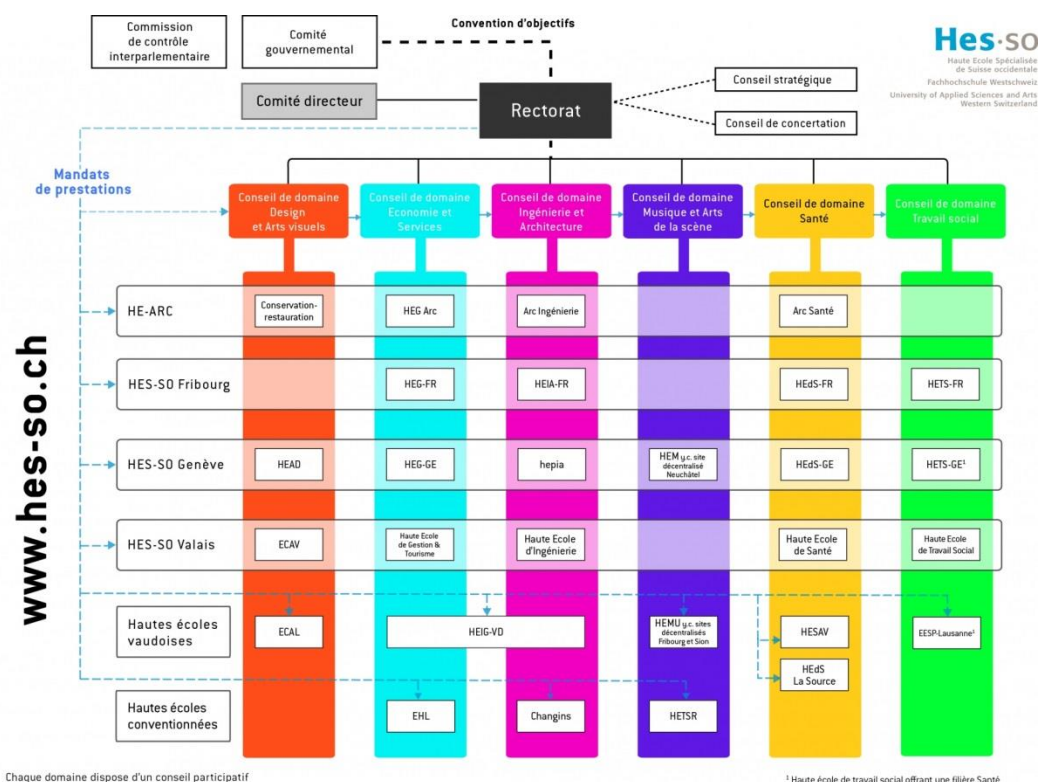 Commission
de contrôle
interparlementaire
Comité
gouvernemental
Convention d'objectifs
Hes·so
Haute Ecole Spécialisée
de Suisse occidentale
Fachhochschule Westschweiz
University of Applied Sciences and Arts
Western Switzerland
Comité directeur
Rectorat
Conseil stratégique
Conseil de concertation
Mandats
de prestations
Conseil de domaine
Design
et Arts visuels
Conseil de domaine
Economie et
Services
Conseil de domaine
Ingénierie et
Architecture
Conseil de domaine
Musique et Arts
de la scène
Conseil de domaine
Santé
Conseil de domaine
Travail social
www.hes-so.ch
HE-ARC
Conservation-
restauration
HEG Arc
Arc Ingénierie
Arc Santé
HES-SO Fribourg
HEG-FR
HEIA-FR
HEdS-FR
HETS-FR
HES-SO Genève
HEAD
HEG-GE
hepia
HEM y.c. site
décentralisé
Neuchâtel
HEdS-GE
HETS-GE¹
HES-SO Valais
ECAV
Haute Ecole
de Gestion &
Tourisme
Haute Ecole
d'Ingénierie
Haute Ecole
de Santé
Haute Ecole
de Travail Social
Hautes écoles
vaudoises
ECAL
HEIG-VD
HEMU y.c. sites
décentralisés
Fribourg et Sion
HESAV
EESP-Lausanne¹
HEdS
La Source
Hautes écoles
conventionnées
EHL
Changins
HETSR
Chaque domaine dispose d'un conseil participatif
¹ Haute école de travail social offrant une filière Santé